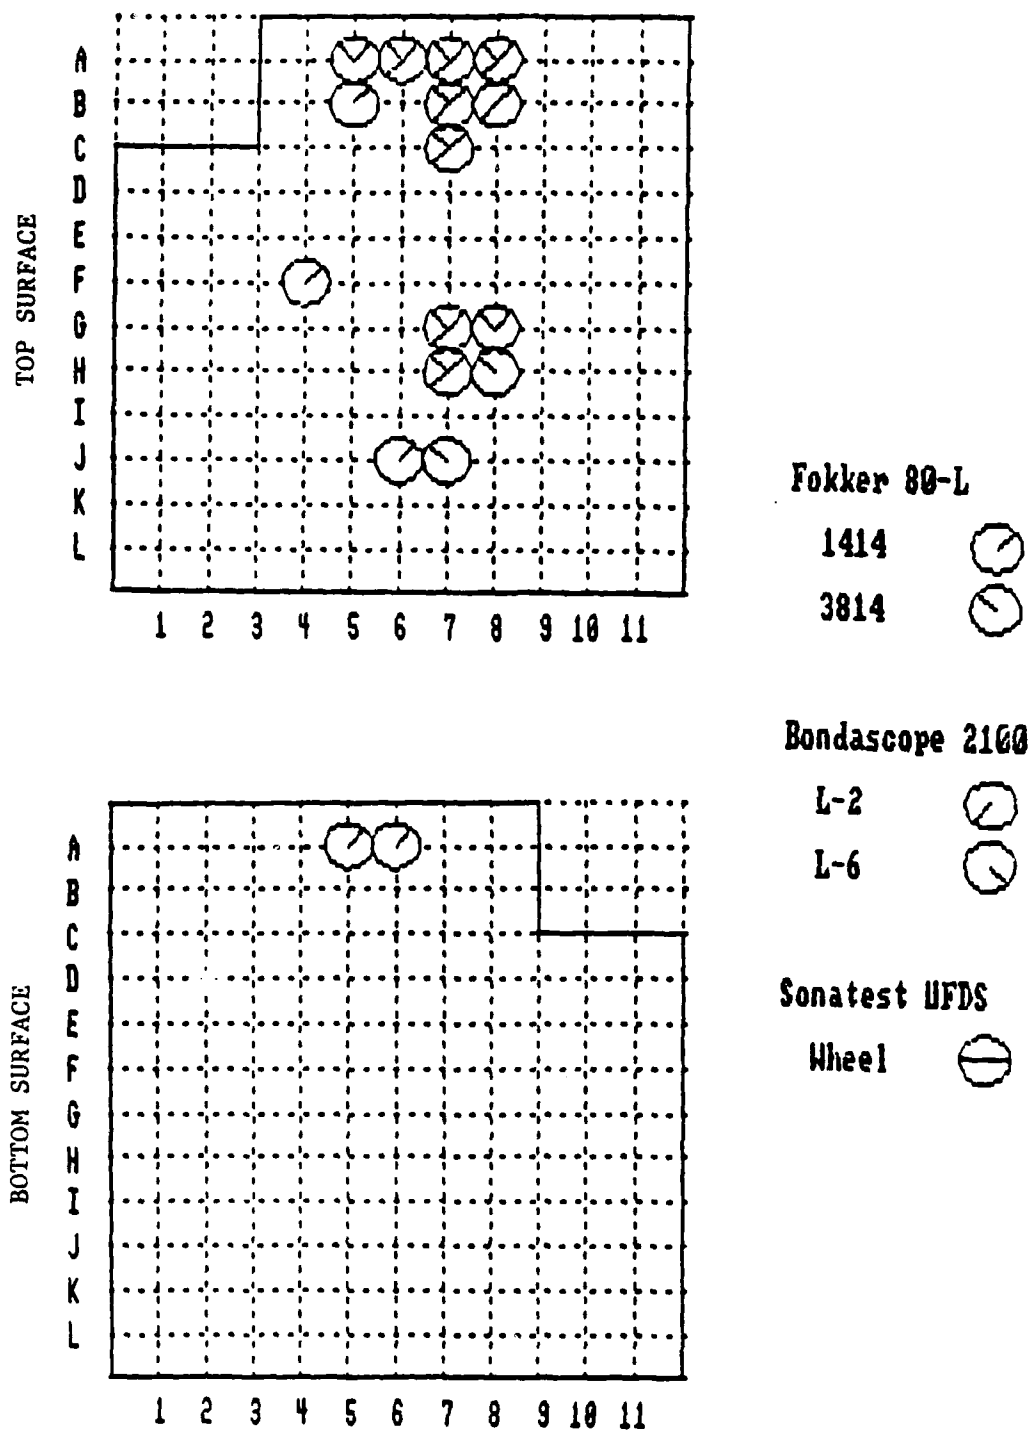 TOP SURFACE
A
B
C
D
E
F
G
H
I
J
K
L
1 2 3 4 5 6 7 8 9 10 11
Fokker 80-L
1414
3814
Bondascope 2100
L-2
L-6
Sonatest UFDS
Wheel
BOTTOM SURFACE
A
B
C
D
E
F
G
H
I
J
K
L
1 2 3 4 5 6 7 8 9 10 11